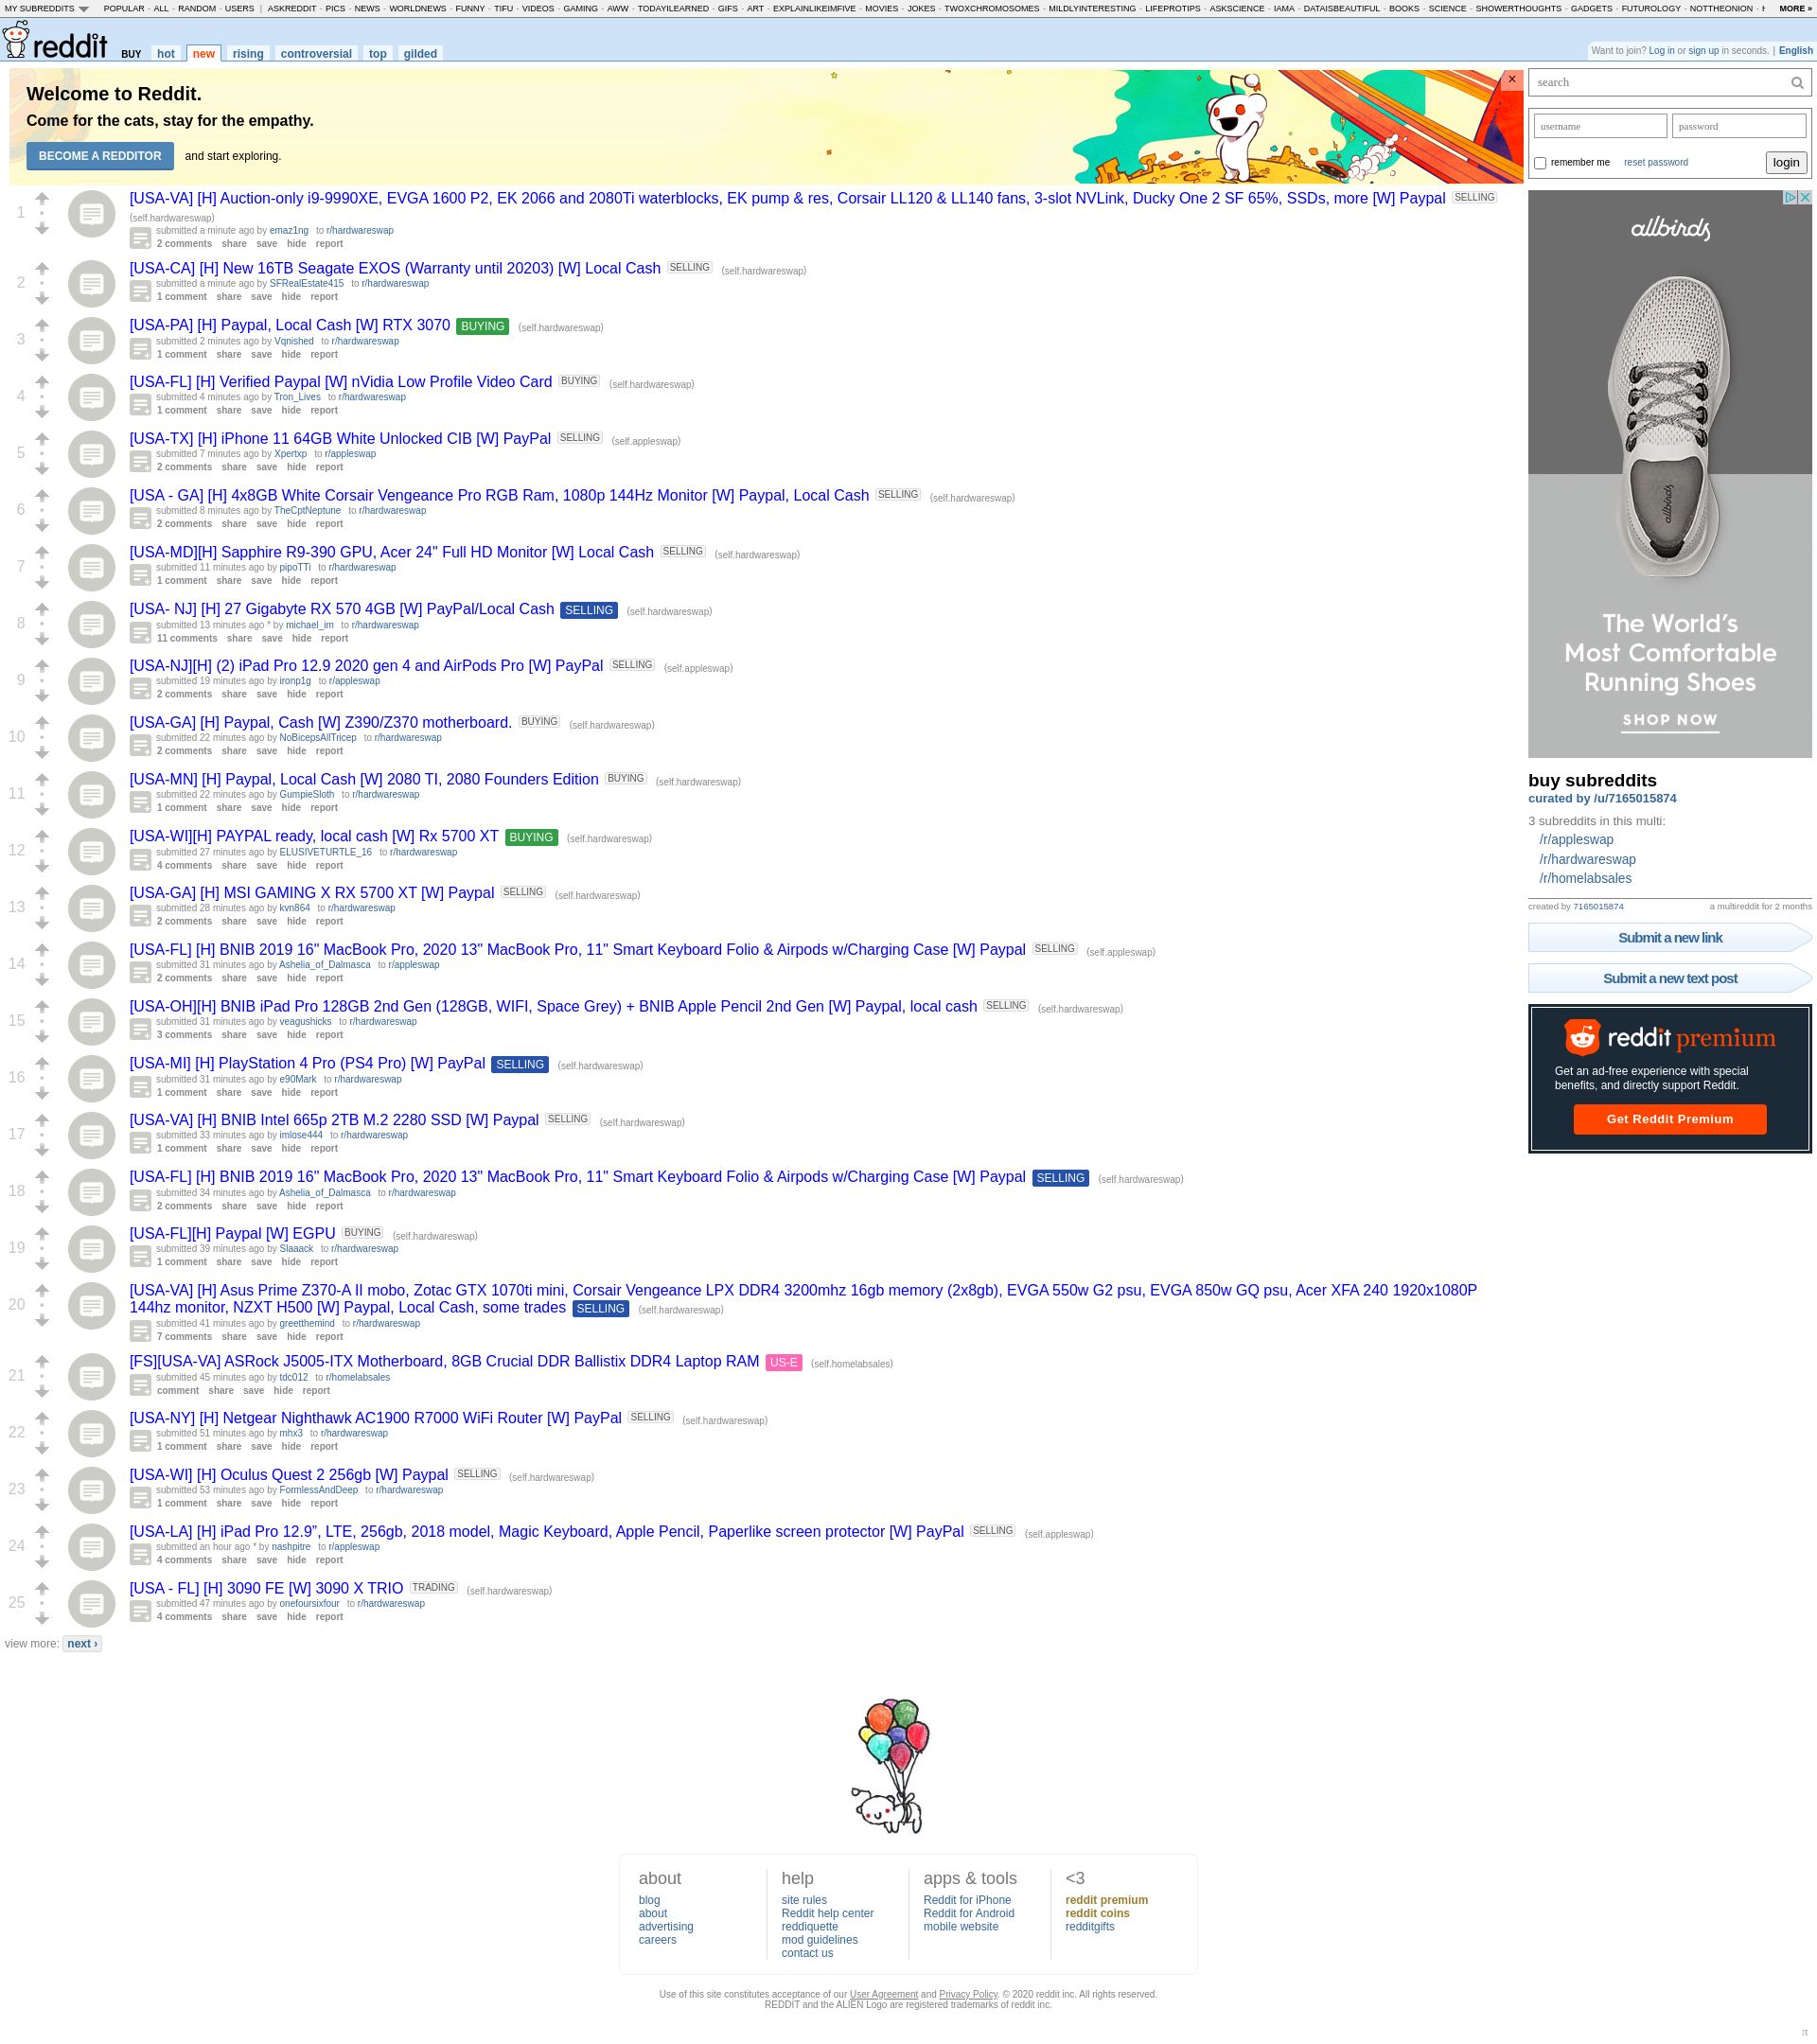 MY SUBREDDITS POPULAR - ALL - RANDOM - USERS | ASKREDDIT - PICS - NEWS - WORLDNEWS - FUNNY - TIFU - VIDEOS - GAMING - AWW - TODAYILEARNED - GIFS - ART - EXPLAINLIKEIMFIVE - MOVIES - JOKES - TWOXCHROMOSOMES - MILDLYINTERESTING - LIFEPROTIPS - ASKSCIENCE - IAMA - DATAISBEAUTIFUL - BOOKS - SCIENCE - SHOWERTHOUGHTS - GADGETS - FUTUROLOGY - NOTTHEONION - MORE »
reddit BUY hot new rising controversial top gilded
Want to join? Log in or sign up in seconds. | English
Welcome to Reddit.
Come for the cats, stay for the empathy.
BECOME A REDDITOR and start exploring.
×
1
[USA-VA] [H] Auction-only i9-9990XE, EVGA 1600 P2, EK 2066 and 2080Ti waterblocks, EK pump & res, Corsair LL120 & LL140 fans, 3-slot NVLink, Ducky One 2 SF 65%, SSDs, more [W] Paypal SELLING
(self.hardwareswap)
submitted a minute ago by emaz1ng to r/hardwareswap
2 comments share save hide report
2
[USA-CA] [H] New 16TB Seagate EXOS (Warranty until 20203) [W] Local Cash SELLING (self.hardwareswap)
submitted a minute ago by SFRealEstate415 to r/hardwareswap
1 comment share save hide report
3
[USA-PA] [H] Paypal, Local Cash [W] RTX 3070 BUYING (self.hardwareswap)
submitted 2 minutes ago by Vqnished to r/hardwareswap
1 comment share save hide report
4
[USA-FL] [H] Verified Paypal [W] nVidia Low Profile Video Card BUYING (self.hardwareswap)
submitted 4 minutes ago by Tron_Lives to r/hardwareswap
1 comment share save hide report
5
[USA-TX] [H] iPhone 11 64GB White Unlocked CIB [W] PayPal SELLING (self.appleswap)
submitted 7 minutes ago by Xpertxp to r/appleswap
2 comments share save hide report
6
[USA - GA] [H] 4x8GB White Corsair Vengeance Pro RGB Ram, 1080p 144Hz Monitor [W] Paypal, Local Cash SELLING (self.hardwareswap)
submitted 8 minutes ago by TheCptNeptune to r/hardwareswap
2 comments share save hide report
7
[USA-MD][H] Sapphire R9-390 GPU, Acer 24" Full HD Monitor [W] Local Cash SELLING (self.hardwareswap)
submitted 11 minutes ago by pipoTTi to r/hardwareswap
1 comment share save hide report
8
[USA- NJ] [H] 27 Gigabyte RX 570 4GB [W] PayPal/Local Cash SELLING (self.hardwareswap)
submitted 13 minutes ago * by michael_im to r/hardwareswap
11 comments share save hide report
9
[USA-NJ][H] (2) iPad Pro 12.9 2020 gen 4 and AirPods Pro [W] PayPal SELLING (self.appleswap)
submitted 19 minutes ago by ironp1g to r/appleswap
2 comments share save hide report
10
[USA-GA] [H] Paypal, Cash [W] Z390/Z370 motherboard. BUYING (self.hardwareswap)
submitted 22 minutes ago by NoBicepsAllTricep to r/hardwareswap
2 comments share save hide report
11
[USA-MN] [H] Paypal, Local Cash [W] 2080 TI, 2080 Founders Edition BUYING (self.hardwareswap)
submitted 22 minutes ago by GumpieSloth to r/hardwareswap
1 comment share save hide report
12
[USA-WI][H] PAYPAL ready, local cash [W] Rx 5700 XT BUYING (self.hardwareswap)
submitted 27 minutes ago by ELUSIVETURTLE_16 to r/hardwareswap
4 comments share save hide report
13
[USA-GA] [H] MSI GAMING X RX 5700 XT [W] Paypal SELLING (self.hardwareswap)
submitted 28 minutes ago by kvn864 to r/hardwareswap
2 comments share save hide report
14
[USA-FL] [H] BNIB 2019 16" MacBook Pro, 2020 13" MacBook Pro, 11" Smart Keyboard Folio & Airpods w/Charging Case [W] Paypal SELLING (self.appleswap)
submitted 31 minutes ago by Ashelia_of_Dalmasca to r/appleswap
2 comments share save hide report
15
[USA-OH][H] BNIB iPad Pro 128GB 2nd Gen (128GB, WIFI, Space Grey) + BNIB Apple Pencil 2nd Gen [W] Paypal, local cash SELLING (self.hardwareswap)
submitted 31 minutes ago by veagushicks to r/hardwareswap
3 comments share save hide report
16
[USA-MI] [H] PlayStation 4 Pro (PS4 Pro) [W] PayPal SELLING (self.hardwareswap)
submitted 31 minutes ago by e90Mark to r/hardwareswap
1 comment share save hide report
17
[USA-VA] [H] BNIB Intel 665p 2TB M.2 2280 SSD [W] Paypal SELLING (self.hardwareswap)
submitted 33 minutes ago by imlose444 to r/hardwareswap
1 comment share save hide report
18
[USA-FL] [H] BNIB 2019 16" MacBook Pro, 2020 13" MacBook Pro, 11" Smart Keyboard Folio & Airpods w/Charging Case [W] Paypal SELLING (self.hardwareswap)
submitted 34 minutes ago by Ashelia_of_Dalmasca to r/hardwareswap
2 comments share save hide report
19
[USA-FL][H] Paypal [W] EGPU BUYING (self.hardwareswap)
submitted 39 minutes ago by Slaaack to r/hardwareswap
1 comment share save hide report
20
[USA-VA] [H] Asus Prime Z370-A II mobo, Zotac GTX 1070ti mini, Corsair Vengeance LPX DDR4 3200mhz 16gb memory (2x8gb), EVGA 550w G2 psu, EVGA 850w GQ psu, Acer XFA 240 1920x1080P
144hz monitor, NZXT H500 [W] Paypal, Local Cash, some trades SELLING (self.hardwareswap)
submitted 41 minutes ago by greetthemind to r/hardwareswap
7 comments share save hide report
21
[FS][USA-VA] ASRock J5005-ITX Motherboard, 8GB Crucial DDR Ballistix DDR4 Laptop RAM US-E (self.homelabsales)
submitted 45 minutes ago by tdc012 to r/homelabsales
comment share save hide report
22
[USA-NY] [H] Netgear Nighthawk AC1900 R7000 WiFi Router [W] PayPal SELLING (self.hardwareswap)
submitted 51 minutes ago by mhx3 to r/hardwareswap
1 comment share save hide report
23
[USA-WI] [H] Oculus Quest 2 256gb [W] Paypal SELLING (self.hardwareswap)
submitted 53 minutes ago by FormlessAndDeep to r/hardwareswap
1 comment share save hide report
24
[USA-LA] [H] iPad Pro 12.9”, LTE, 256gb, 2018 model, Magic Keyboard, Apple Pencil, Paperlike screen protector [W] PayPal SELLING (self.appleswap)
submitted an hour ago * by nashpitre to r/appleswap
4 comments share save hide report
25
[USA - FL] [H] 3090 FE [W] 3090 X TRIO TRADING (self.hardwareswap)
submitted 47 minutes ago by onefoursixfour to r/hardwareswap
4 comments share save hide report
view more: next ›
search
username password
remember me reset password login
allbirds
allbirds
The World’s
Most Comfortable
Running Shoes
SHOP NOW
buy subreddits
curated by /u/7165015874
3 subreddits in this multi:
/r/appleswap
/r/hardwareswap
/r/homelabsales
created by 7165015874 a multireddit for 2 months
Submit a new link
Submit a new text post
reddit premium
Get an ad-free experience with special
benefits, and directly support Reddit.
Get Reddit Premium
about
blog
about
advertising
careers
help
site rules
Reddit help center
reddiquette
mod guidelines
contact us
apps & tools
Reddit for iPhone
Reddit for Android
mobile website
<3
reddit premium
reddit coins
redditgifts
Use of this site constitutes acceptance of our User Agreement and Privacy Policy. © 2020 reddit inc. All rights reserved.
REDDIT and the ALIEN Logo are registered trademarks of reddit inc.
π